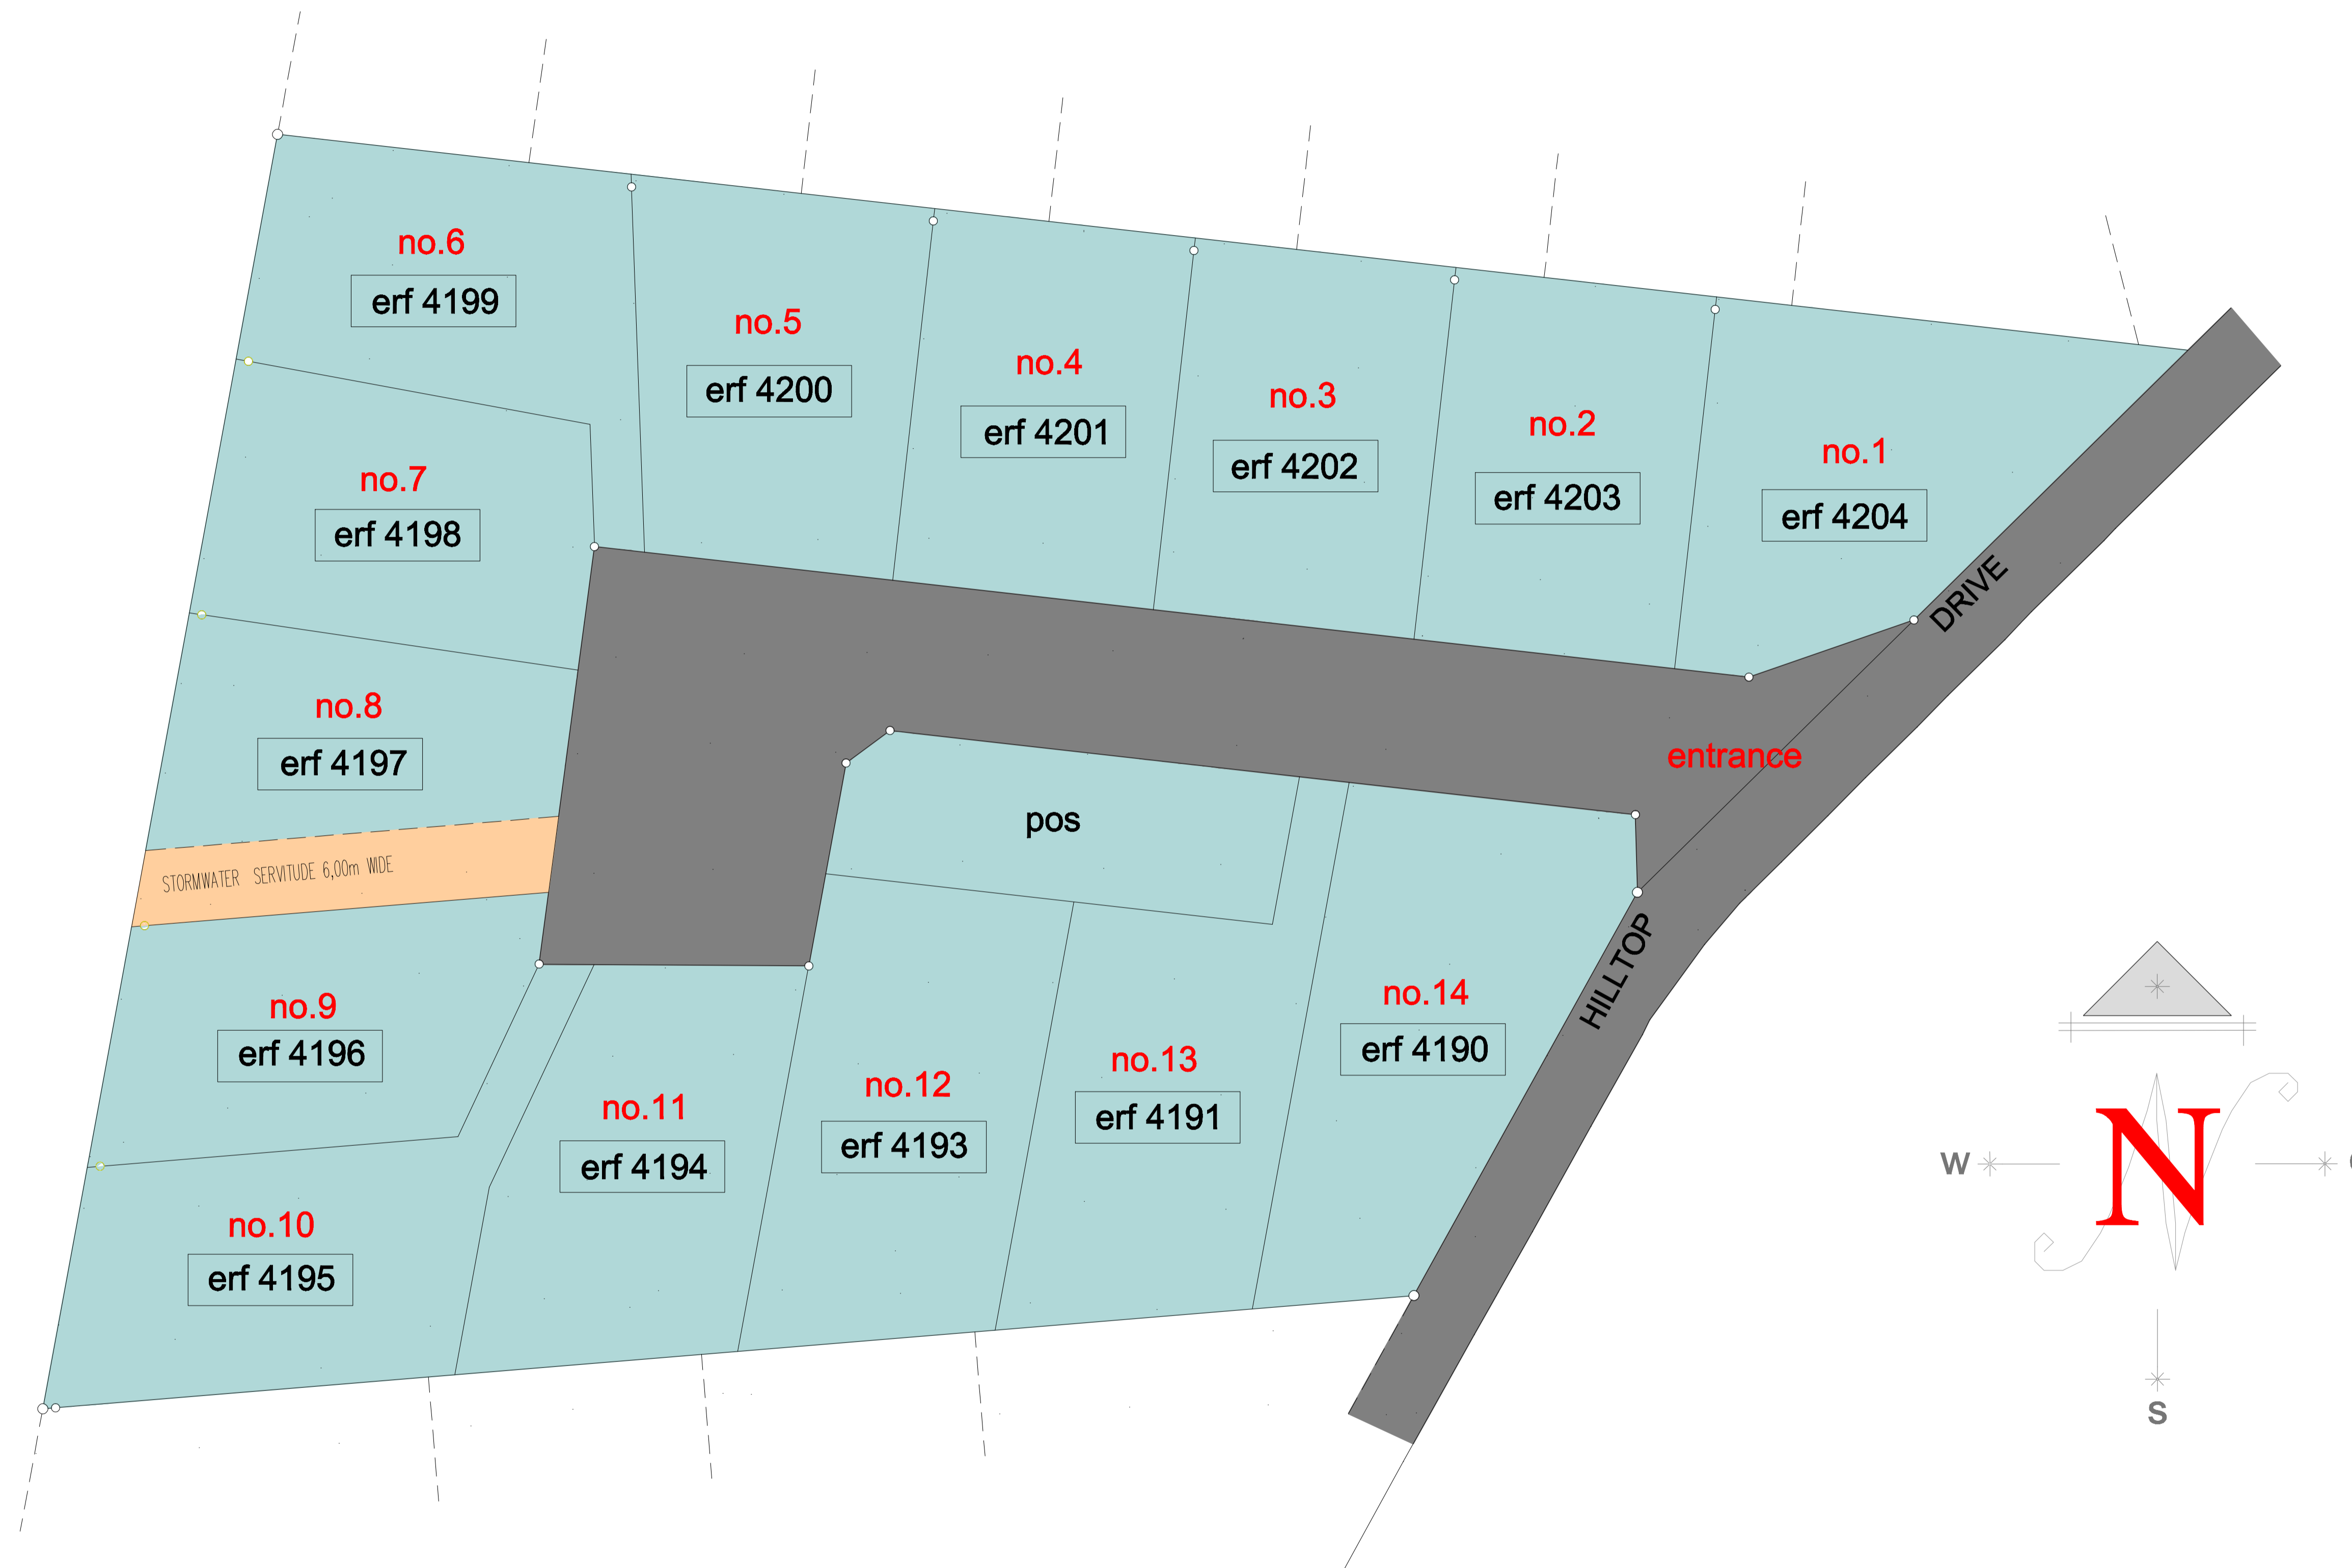 no.6
erf 4199
no.5
erf 4200
no.4
erf 4201
no.3
erf 4202
no.2
erf 4203
no.1
erf 4204
no.7
erf 4198
no.8
erf 4197
STORMWATER SERVITUDE 6,00m WIDE
no.9
erf 4196
no.10
erf 4195
no.11
erf 4194
no.12
erf 4193
no.13
erf 4191
no.14
erf 4190
pos
entrance
HILLTOP
DRIVE
W
N
S